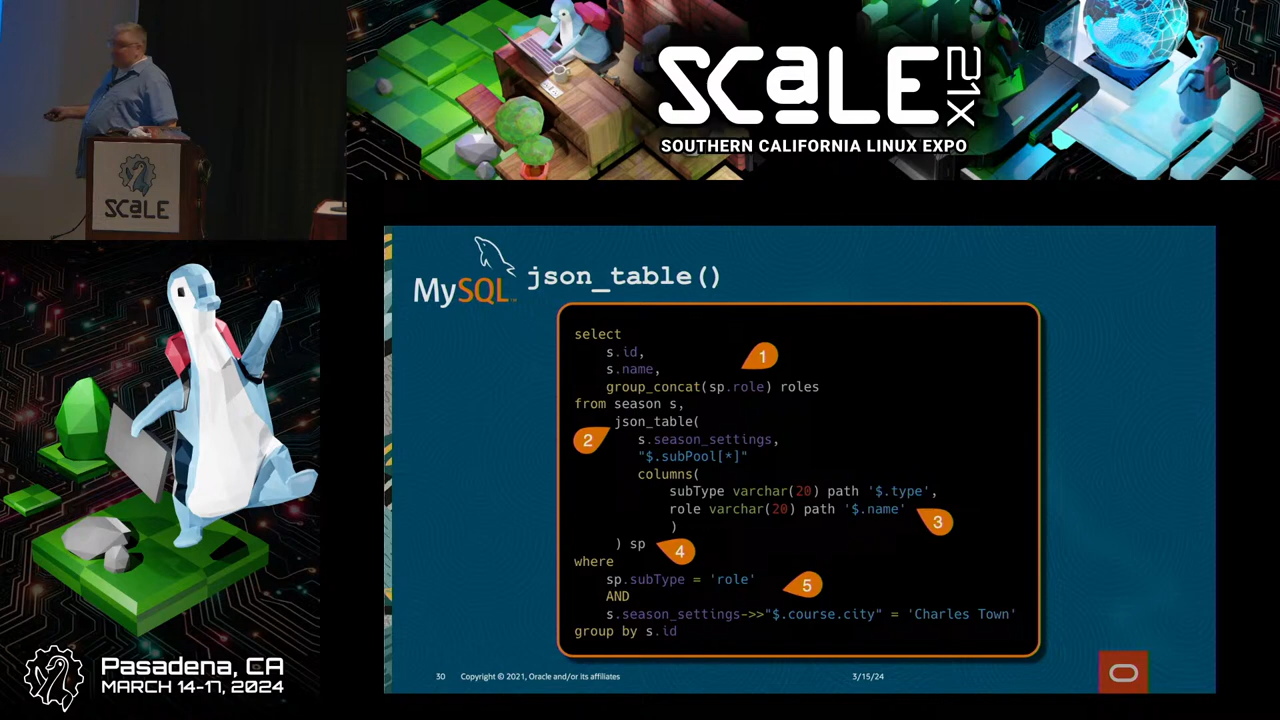 SCaLE 21X
SOUTHERN CALIFORNIA LINUX EXPO
SCaLE
MySQL™
json_table()
select
s.id,
s.name,
group_concat(sp.role) roles
from season s,
json_table(
s.season_settings,
"$.subPool[*]"
columns(
subType varchar(20) path '$.type',
role varchar(20) path '$.name'
)
) sp
where
sp.subType = 'role'
AND
s.season_settings->>"$.course.city" = 'Charles Town'
group by s.id
1
2
3
4
5
30
Copyright © 2021, Oracle and/or its affiliates
3/15/24
Pasadena, CA
MARCH 14-17, 2024